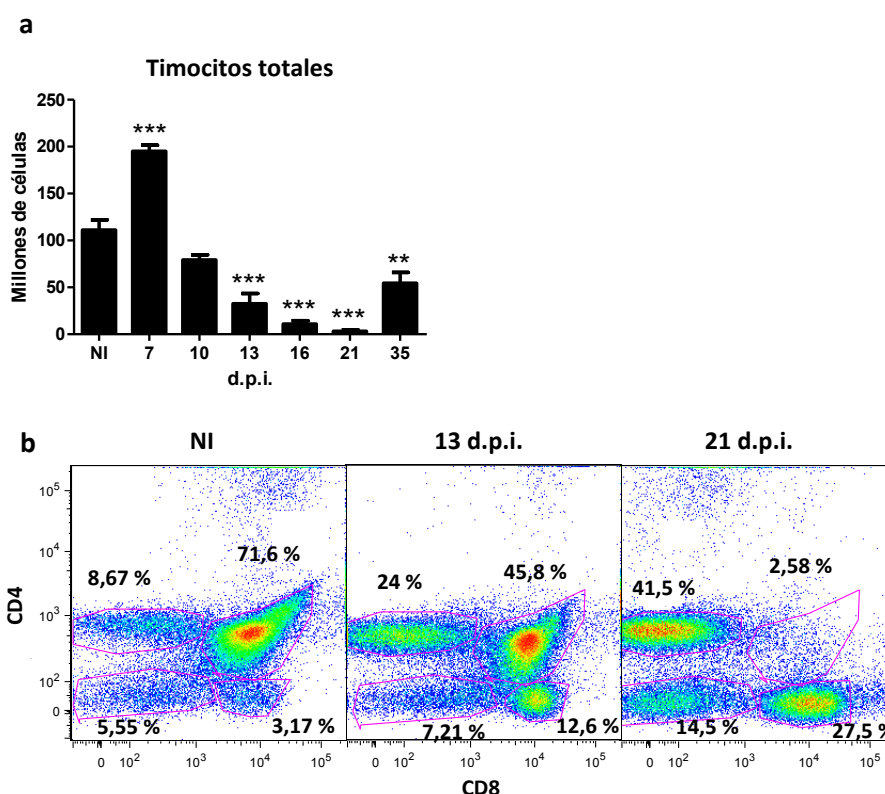 a
Timocitos totales
Millones de células
250
200
150
100
50
0
***
***
***
***
**
NI 7 10 13 16 21 35
d.p.i.
b
NI 13 d.p.i. 21 d.p.i.
CD4
10^5
10^4
10^3
10^2
0
8,67 % 71,6 % 24 % 45,8 % 41,5 % 2,58 %
5,55 % 3,17 % 7,21 % 12,6 % 14,5 % 27,5 %
0 10^2 10^3 10^4 10^5 0 10^2 10^3 10^4 10^5 0 10^2 10^3 10^4 10^5
CD8